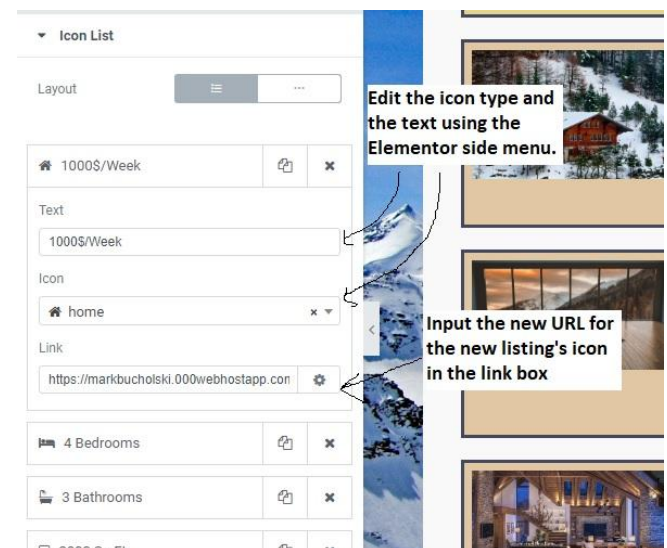 Icon List
Layout
Edit the icon type and
the text using the
Elementor side menu.
1000$/Week
Text
1000$/Week
Icon
home
Link
Input the new URL for
the new listing's icon
in the link box
https://markbucholski.000webhostapp.con
4 Bedrooms
3 Bathrooms